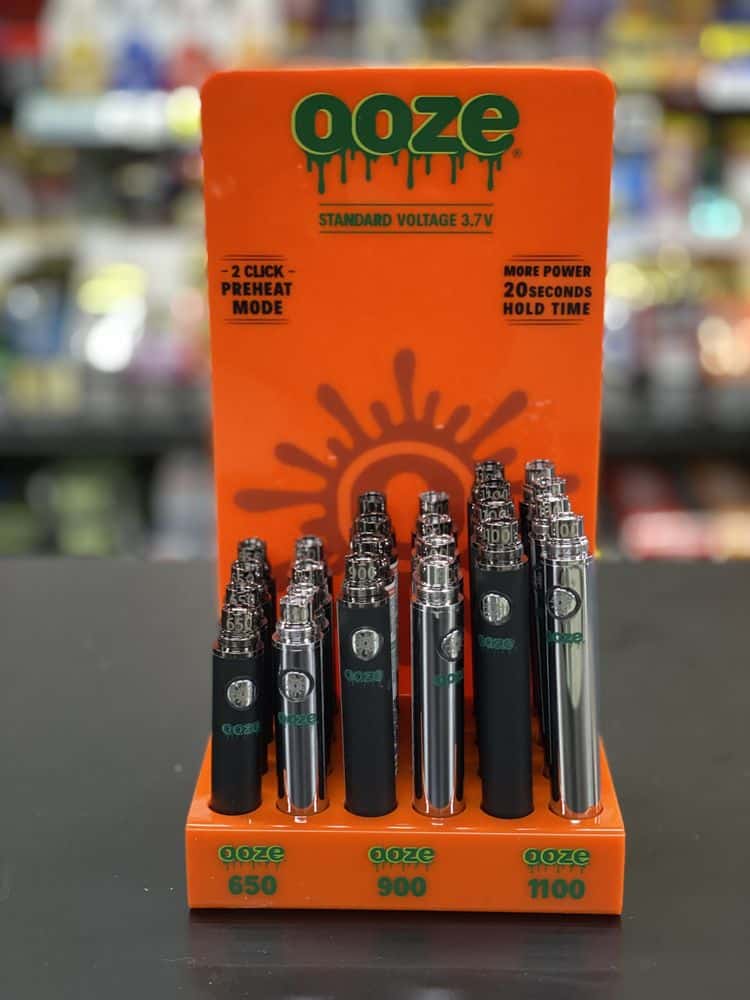 ooze®
STANDARD VOLTAGE 3.7V
- 2 CLICK -
PREHEAT
MODE
MORE POWER
20 SECONDS
HOLD TIME
650
900
ooze
ooze
ooze
ooze
ooze
ooze
ooze ooze ooze
650 900 1100